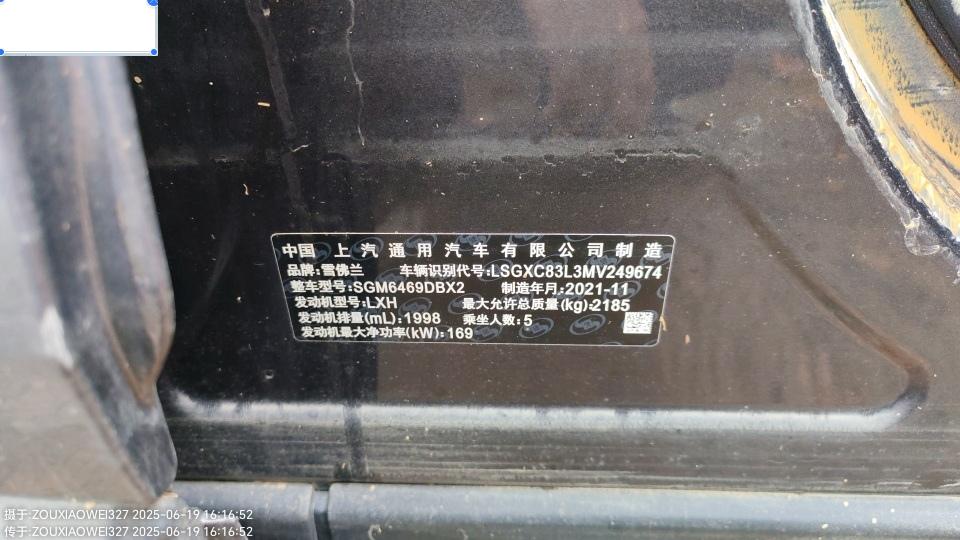 中国 上汽通用汽车有限公司制造
品牌:雪佛兰 车辆识别代号:LSGXC83L3MV249674
整车型号:SGM6469DBX2 制造年月:2021-11
发动机型号:LXH 最大允许总质量(kg):2185
发动机排量(mL):1998 乘坐人数:5
发动机最大净功率(kW):169
摄于:ZOUXIAOWEI327 2025-06-19 16:16:52
传于:ZOUXIAOWEI327 2025-06-19 16:16:52